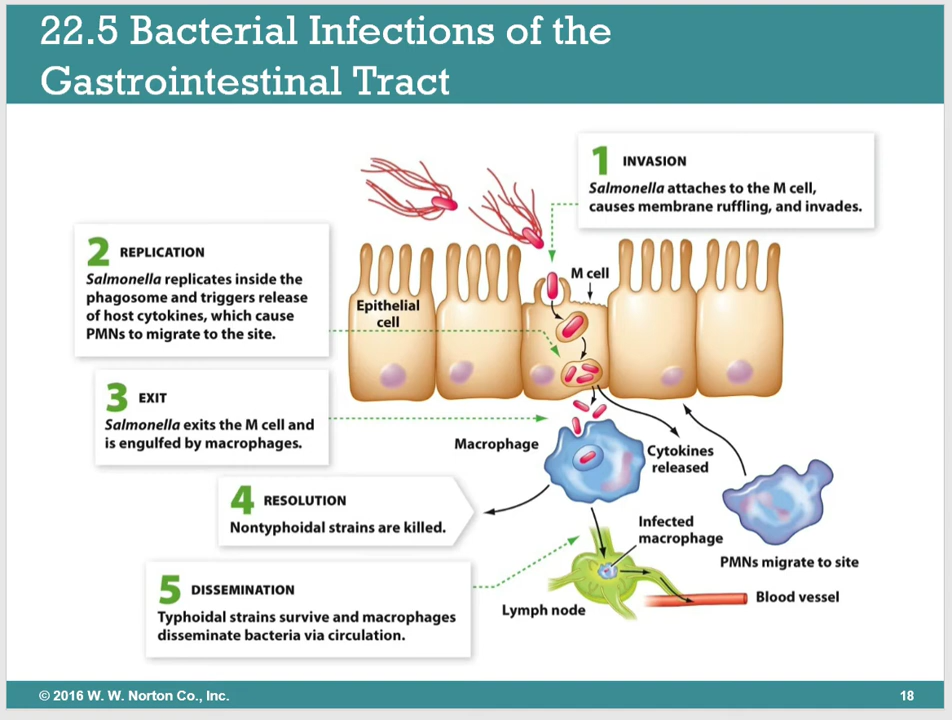 22.5 Bacterial Infections of the
Gastrointestinal Tract
1 INVASION
Salmonella attaches to the M cell,
causes membrane ruffling, and invades.
2 REPLICATION
Salmonella replicates inside the
phagosome and triggers release
of host cytokines, which cause
PMNs to migrate to the site.
M cell
Epithelial
cell
3 EXIT
Salmonella exits the M cell and
is engulfed by macrophages.
Macrophage
Cytokines
released
4 RESOLUTION
Nontyphoidal strains are killed.
Infected
macrophage
PMNs migrate to site
5 DISSEMINATION
Typhoidal strains survive and macrophages
disseminate bacteria via circulation.
Lymph node
Blood vessel
© 2016 W. W. Norton Co., Inc.
18